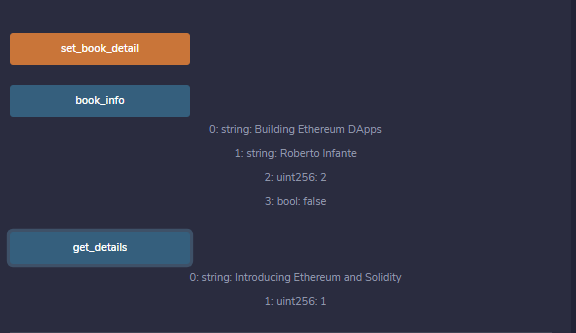 set_book_detail
book_info
0: string: Building Ethereum DApps
1: string: Roberto Infante
2: uint256: 2
3: bool: false
get_details
0: string: Introducing Ethereum and Solidity
1: uint256: 1